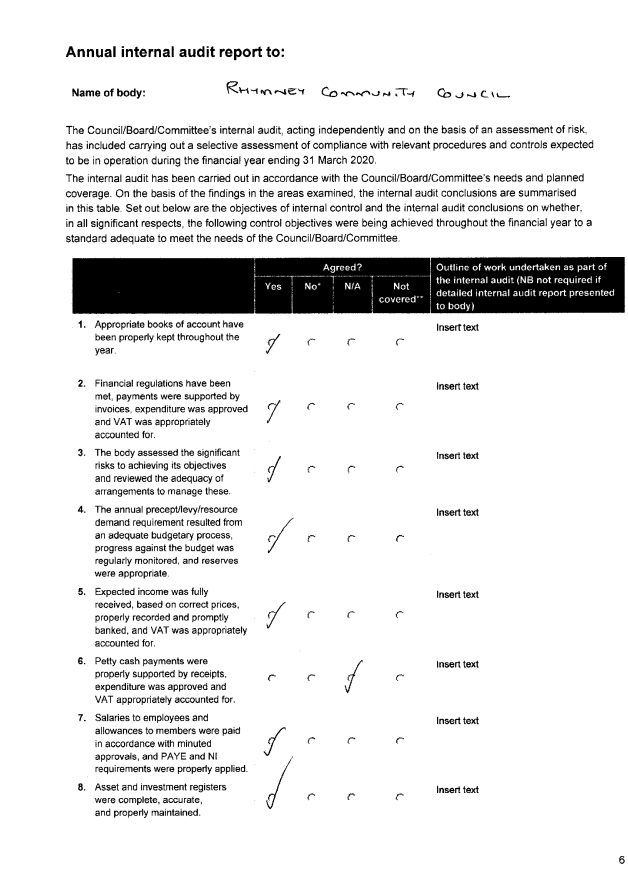 Annual internal audit report to:
Name of body: RHYMNEY COMMUNITY COUNCIL
The Council/Board/Committee's internal audit, acting independently and on the basis of an assessment of risk,
has included carrying out a selective assessment of compliance with relevant procedures and controls expected
to be in operation during the financial year ending 31 March 2020.
The internal audit has been carried out in accordance with the Council/Board/Committee's needs and planned
coverage. On the basis of the findings in the areas examined, the internal audit conclusions are summarised
in this table. Set out below are the objectives of internal control and the internal audit conclusions on whether,
in all significant respects, the following control objectives were being achieved throughout the financial year to a
standard adequate to meet the needs of the Council/Board/Committee.
Agreed?
Yes No* N/A Not
covered**
Outline of work undertaken as part of
the internal audit (NB not required if
detailed internal audit report presented
to body)
1. Appropriate books of account have
been properly kept throughout the
year.
Insert text
2. Financial regulations have been
met, payments were supported by
invoices, expenditure was approved
and VAT was appropriately
accounted for.
Insert text
3. The body assessed the significant
risks to achieving its objectives
and reviewed the adequacy of
arrangements to manage these.
Insert text
4. The annual precept/levy/resource
demand requirement resulted from
an adequate budgetary process,
progress against the budget was
regularly monitored, and reserves
were appropriate.
Insert text
5. Expected income was fully
received, based on correct prices,
properly recorded and promptly
banked, and VAT was appropriately
accounted for.
Insert text
6. Petty cash payments were
properly supported by receipts,
expenditure was approved and
VAT appropriately accounted for.
Insert text
7. Salaries to employees and
allowances to members were paid
in accordance with minuted
approvals, and PAYE and NI
requirements were properly applied.
Insert text
8. Asset and investment registers
were complete, accurate,
and properly maintained.
Insert text
6